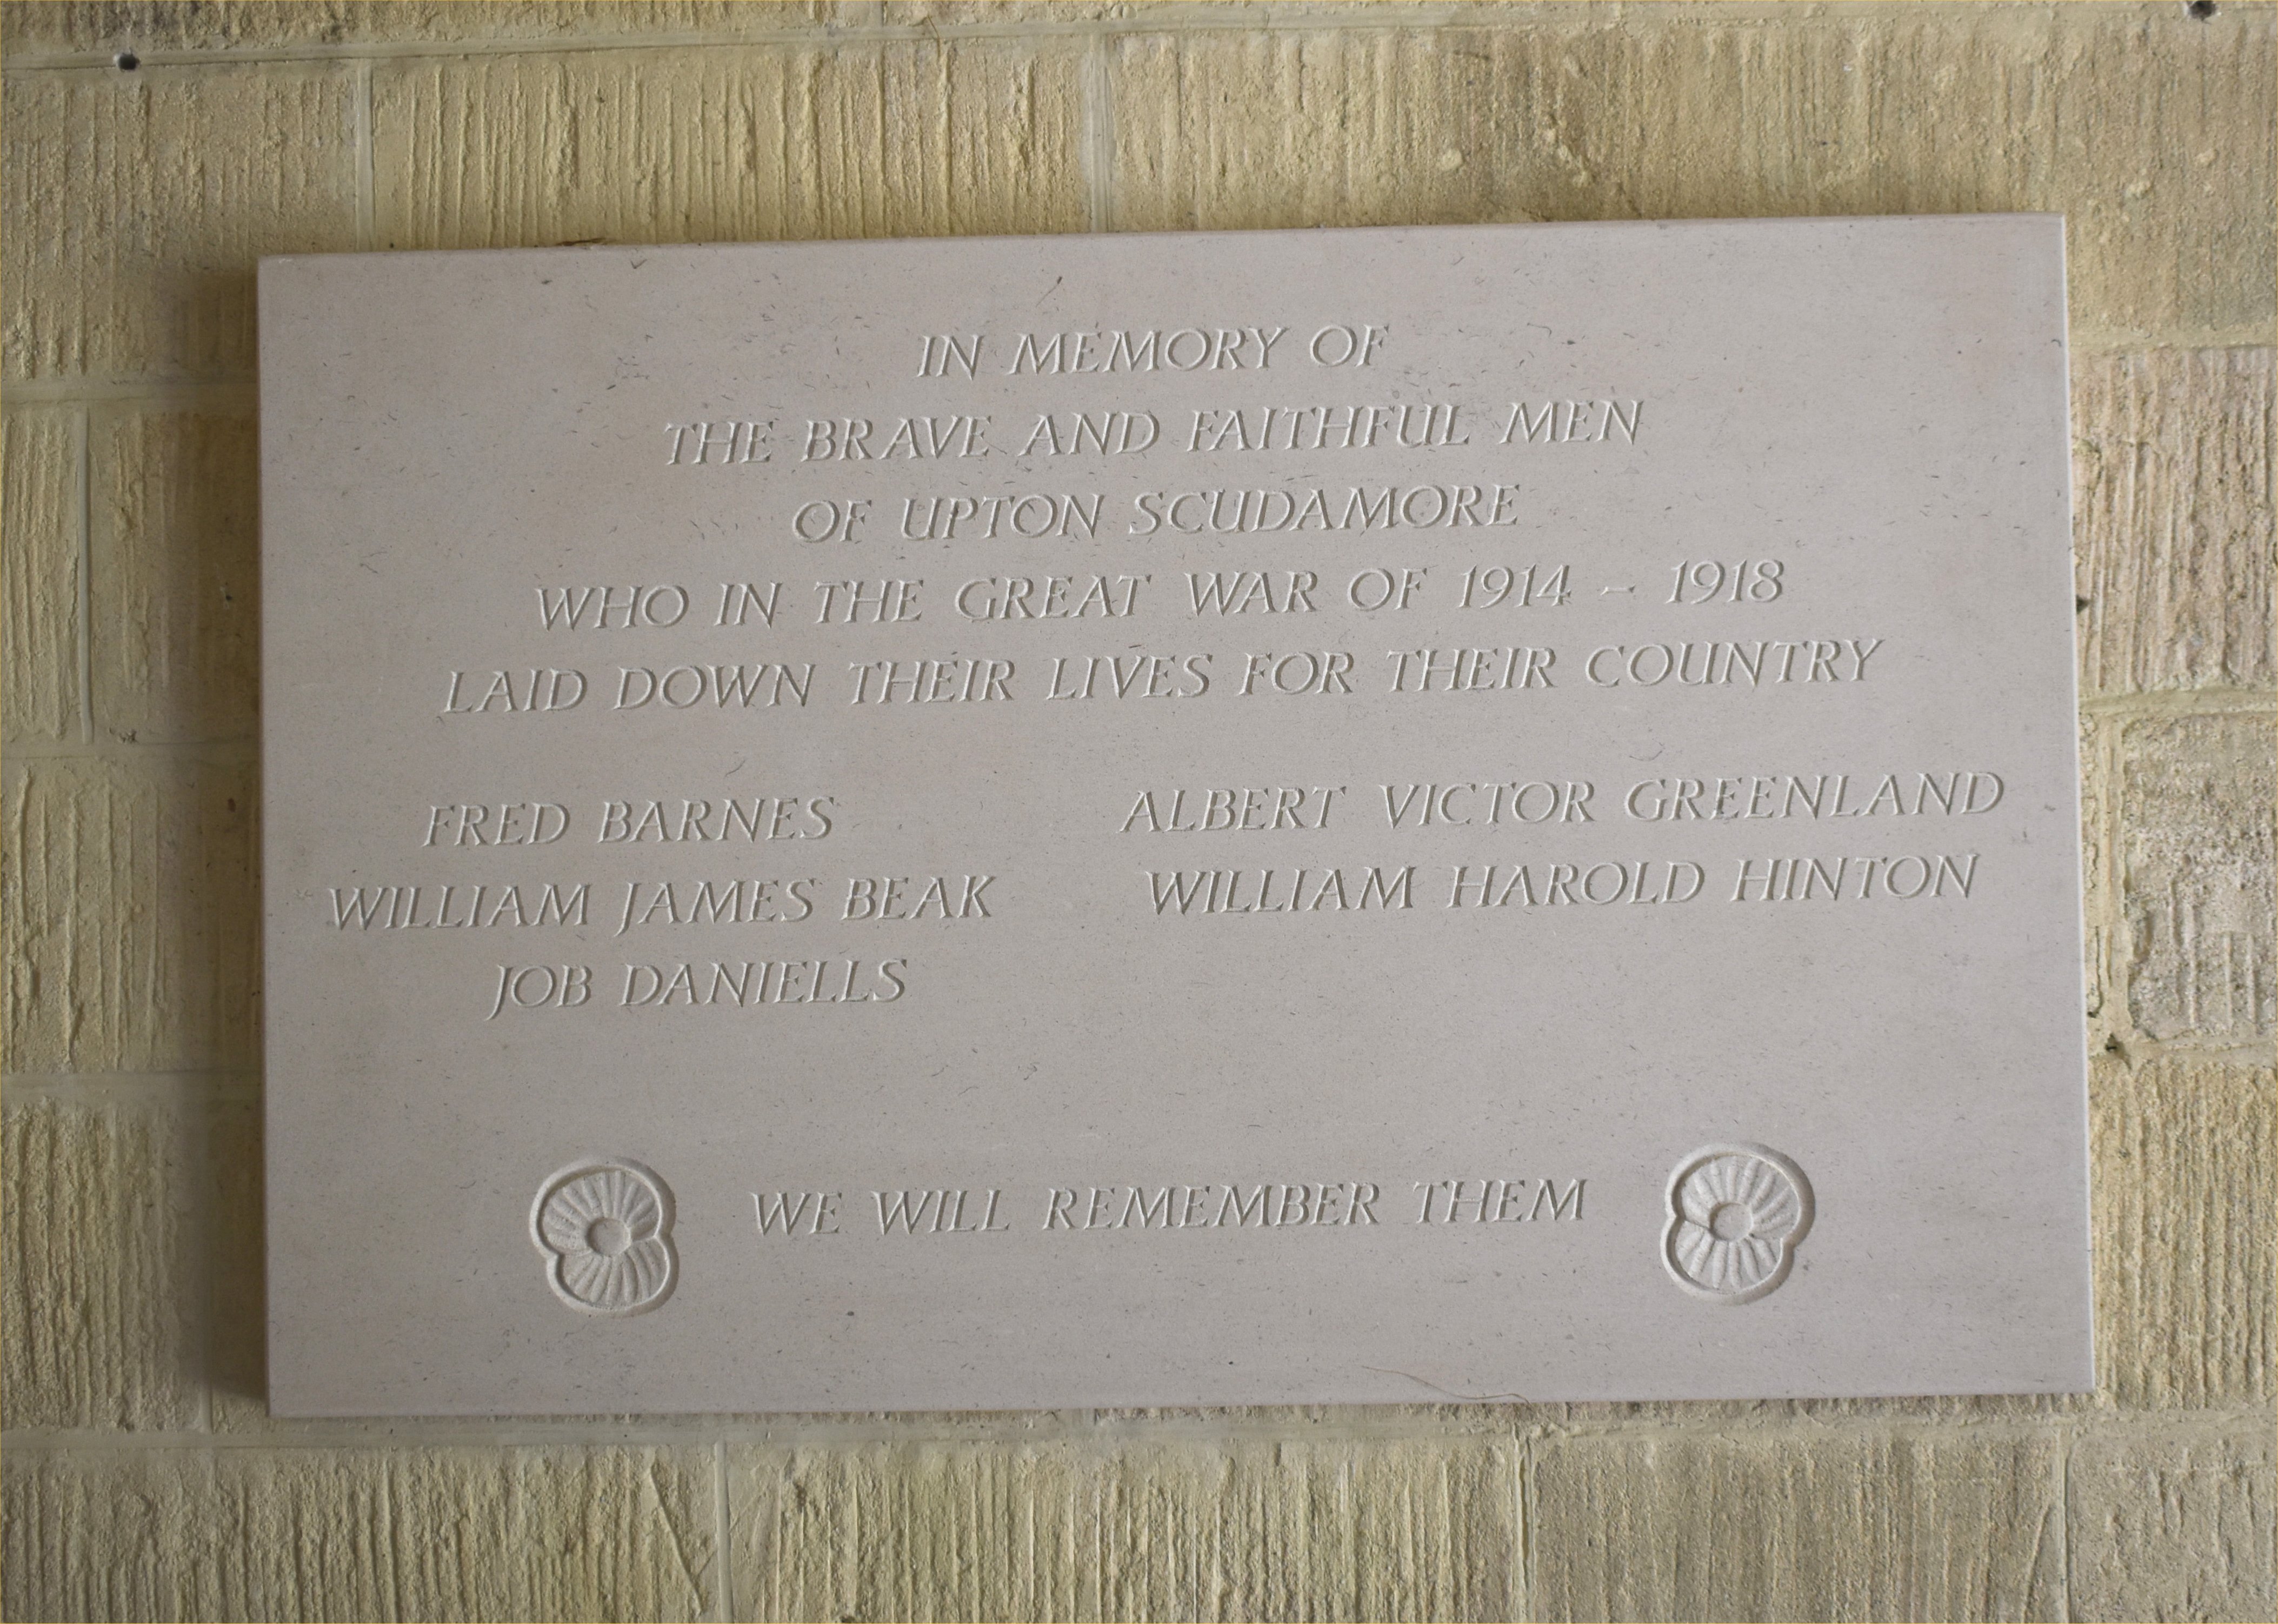 IN MEMORY OF
THE BRAVE AND FAITHFUL MEN
OF UPTON SCUDAMORE
WHO IN THE GREAT WAR OF 1914 – 1918
LAID DOWN THEIR LIVES FOR THEIR COUNTRY
FRED BARNES
WILLIAM JAMES BEAK
JOB DANIELLS
ALBERT VICTOR GREENLAND
WILLIAM HAROLD HINTON
WE WILL REMEMBER THEM